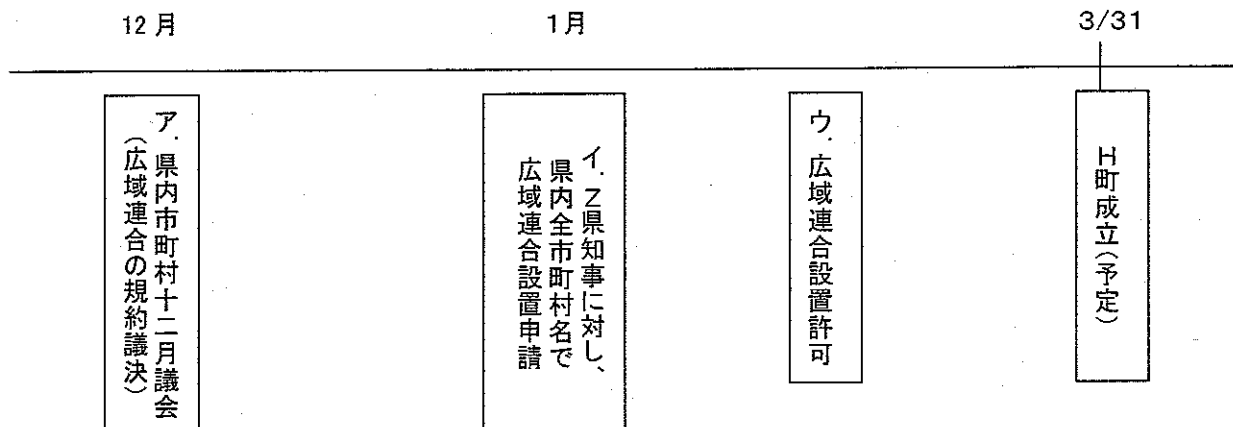 12月
1月
3/31
ア. 県内市町村十二月議会
(広域連合の規約議決)
イ. Z県知事に対し、
県内全市町村名で
広域連合設置申請
ウ. 広域連合設置許可
H町成立(予定)